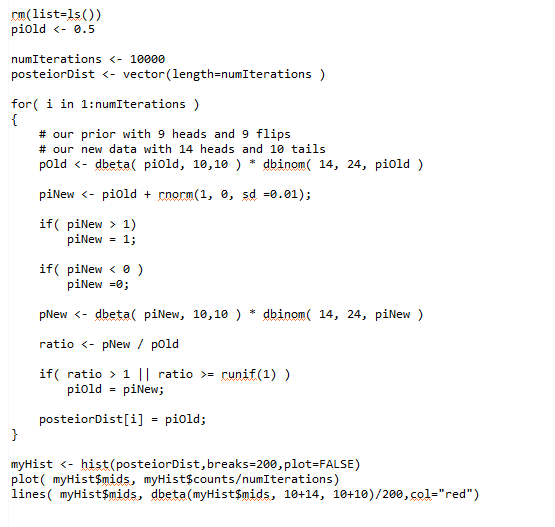 rm(list=ls())
piOld <- 0.5
numIterations <- 10000
posteiorDist <- vector(length=numIterations )
for( i in 1:numIterations )
{
# our prior with 9 heads and 9 flips
# our new data with 14 heads and 10 tails
pOld <- dbeta( piOld, 10,10 ) * dbinom( 14, 24, piOld )
piNew <- piOld + rnorm(1, 0, sd =0.01);
if( piNew > 1)
piNew = 1;
if( piNew < 0 )
piNew =0;
pNew <- dbeta( piNew, 10,10 ) * dbinom( 14, 24, piNew )
ratio <- pNew / pOld
if( ratio > 1 || ratio >= runif(1) )
piOld = piNew;
posteiorDist[i] = piOld;
}
myHist <- hist(posteiorDist,breaks=200,plot=FALSE)
plot( myHist$mids, myHist$counts/numIterations)
lines( myHist$mids, dbeta(myHist$mids, 10+14, 10+10)/200,col="red")